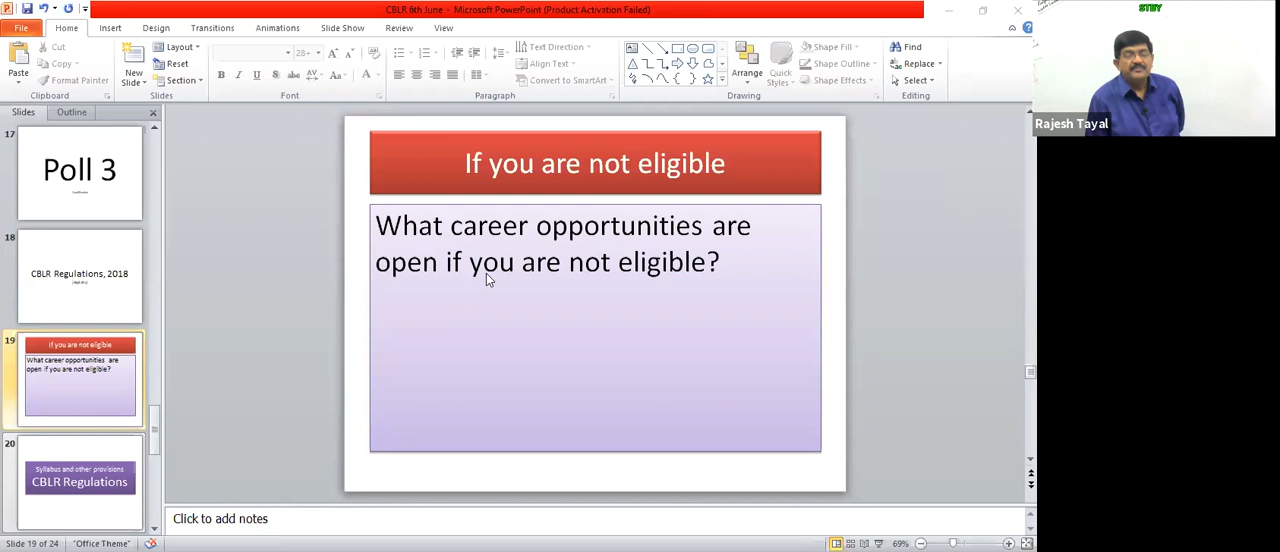 CBLR 6th June - Microsoft PowerPoint (Product Activation Failed)
File Home Insert Design Transitions Animations Slide Show Review View
Paste
Cut
Copy
Format Painter
Clipboard
New Slide
Layout
Reset
Section
Slides
28
B I U S abc AV Aa A
Font
Text Direction
Align Text
Convert to SmartArt
Paragraph
Arrange
Quick Styles
Shape Fill
Shape Outline
Shape Effects
Drawing
Find
Replace
Select
Editing
STBY
Rajesh Tayal
Slides Outline
17
Poll 3
18
CBLR Regulations, 2018
19
If you are not eligible
What career opportunities are
open if you are not eligible?
20
Syllabus and other provisions
CBLR Regulations
If you are not eligible
What career opportunities are
open if you are not eligible?
Click to add notes
Slide 19 of 24 "Office Theme" 69%